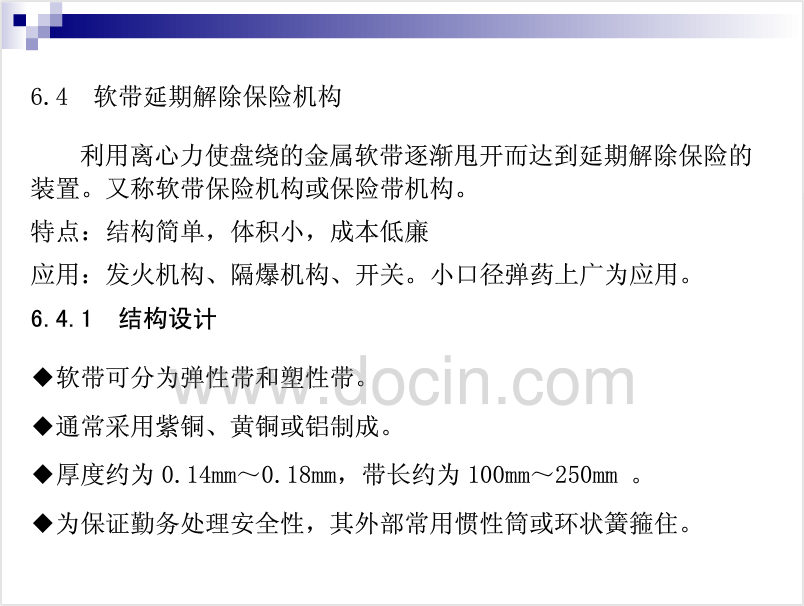 6.4 软带延期解除保险机构
利用离心力使盘绕的金属软带逐渐甩开而达到延期解除保险的
装置。又称软带保险机构或保险带机构。
特点：结构简单，体积小，成本低廉
应用：发火机构、隔爆机构、开关。小口径弹药上广为应用。
6.4.1 结构设计
◆软带可分为弹性带和塑性带。
www.docin.com
◆通常采用紫铜、黄铜或铝制成。
◆厚度约为 0.14mm～0.18mm，带长约为 100mm～250mm 。
◆为保证勤务处理安全性，其外部常用惯性筒或环状簧箍住。